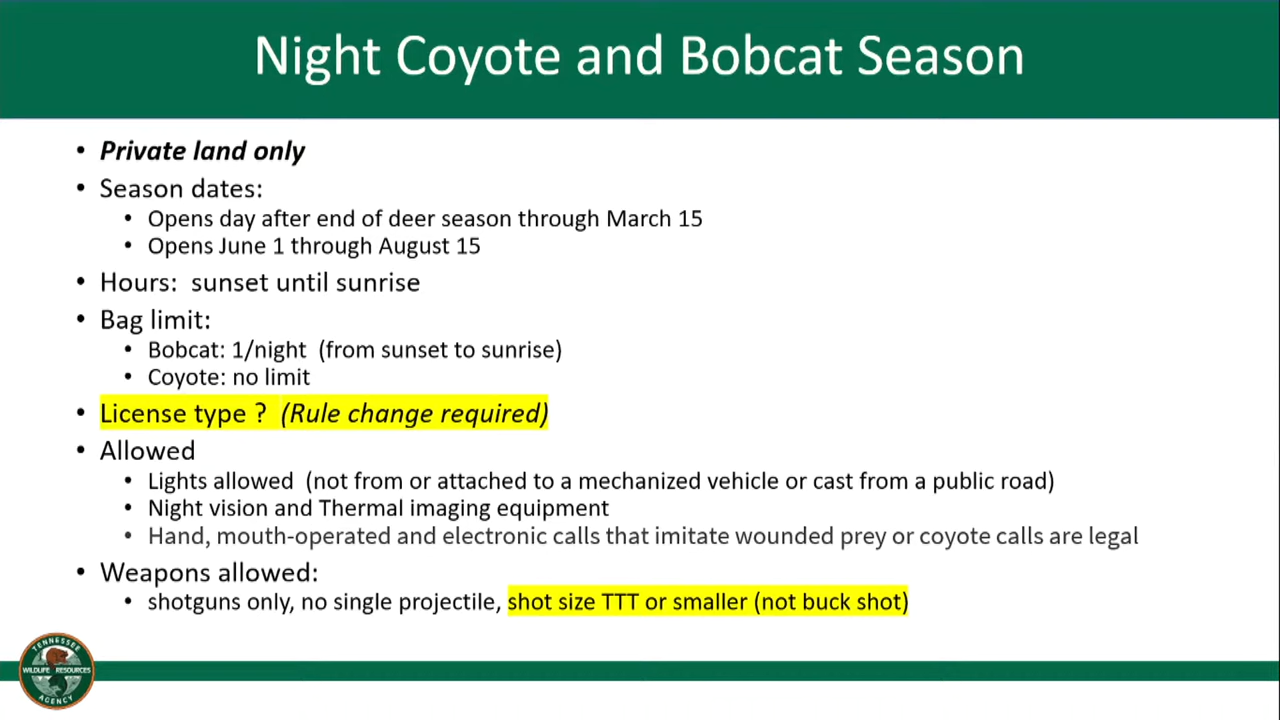 Night Coyote and Bobcat Season
• Private land only
• Season dates:
• Opens day after end of deer season through March 15
• Opens June 1 through August 15
• Hours: sunset until sunrise
• Bag limit:
• Bobcat: 1/night (from sunset to sunrise)
• Coyote: no limit
• License type ? (Rule change required)
• Allowed
• Lights allowed (not from or attached to a mechanized vehicle or cast from a public road)
• Night vision and Thermal imaging equipment
• Hand, mouth-operated and electronic calls that imitate wounded prey or coyote calls are legal
• Weapons allowed:
• shotguns only, no single projectile, shot size TTT or smaller (not buck shot)
TENNESSEE
WILDLIFE RESOURCES
AGENCY